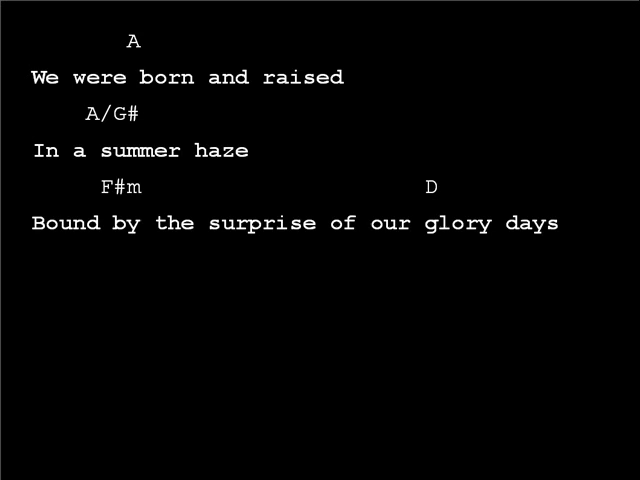 A
We were born and raised
A/G#
In a summer haze
F#m D
Bound by the surprise of our glory days